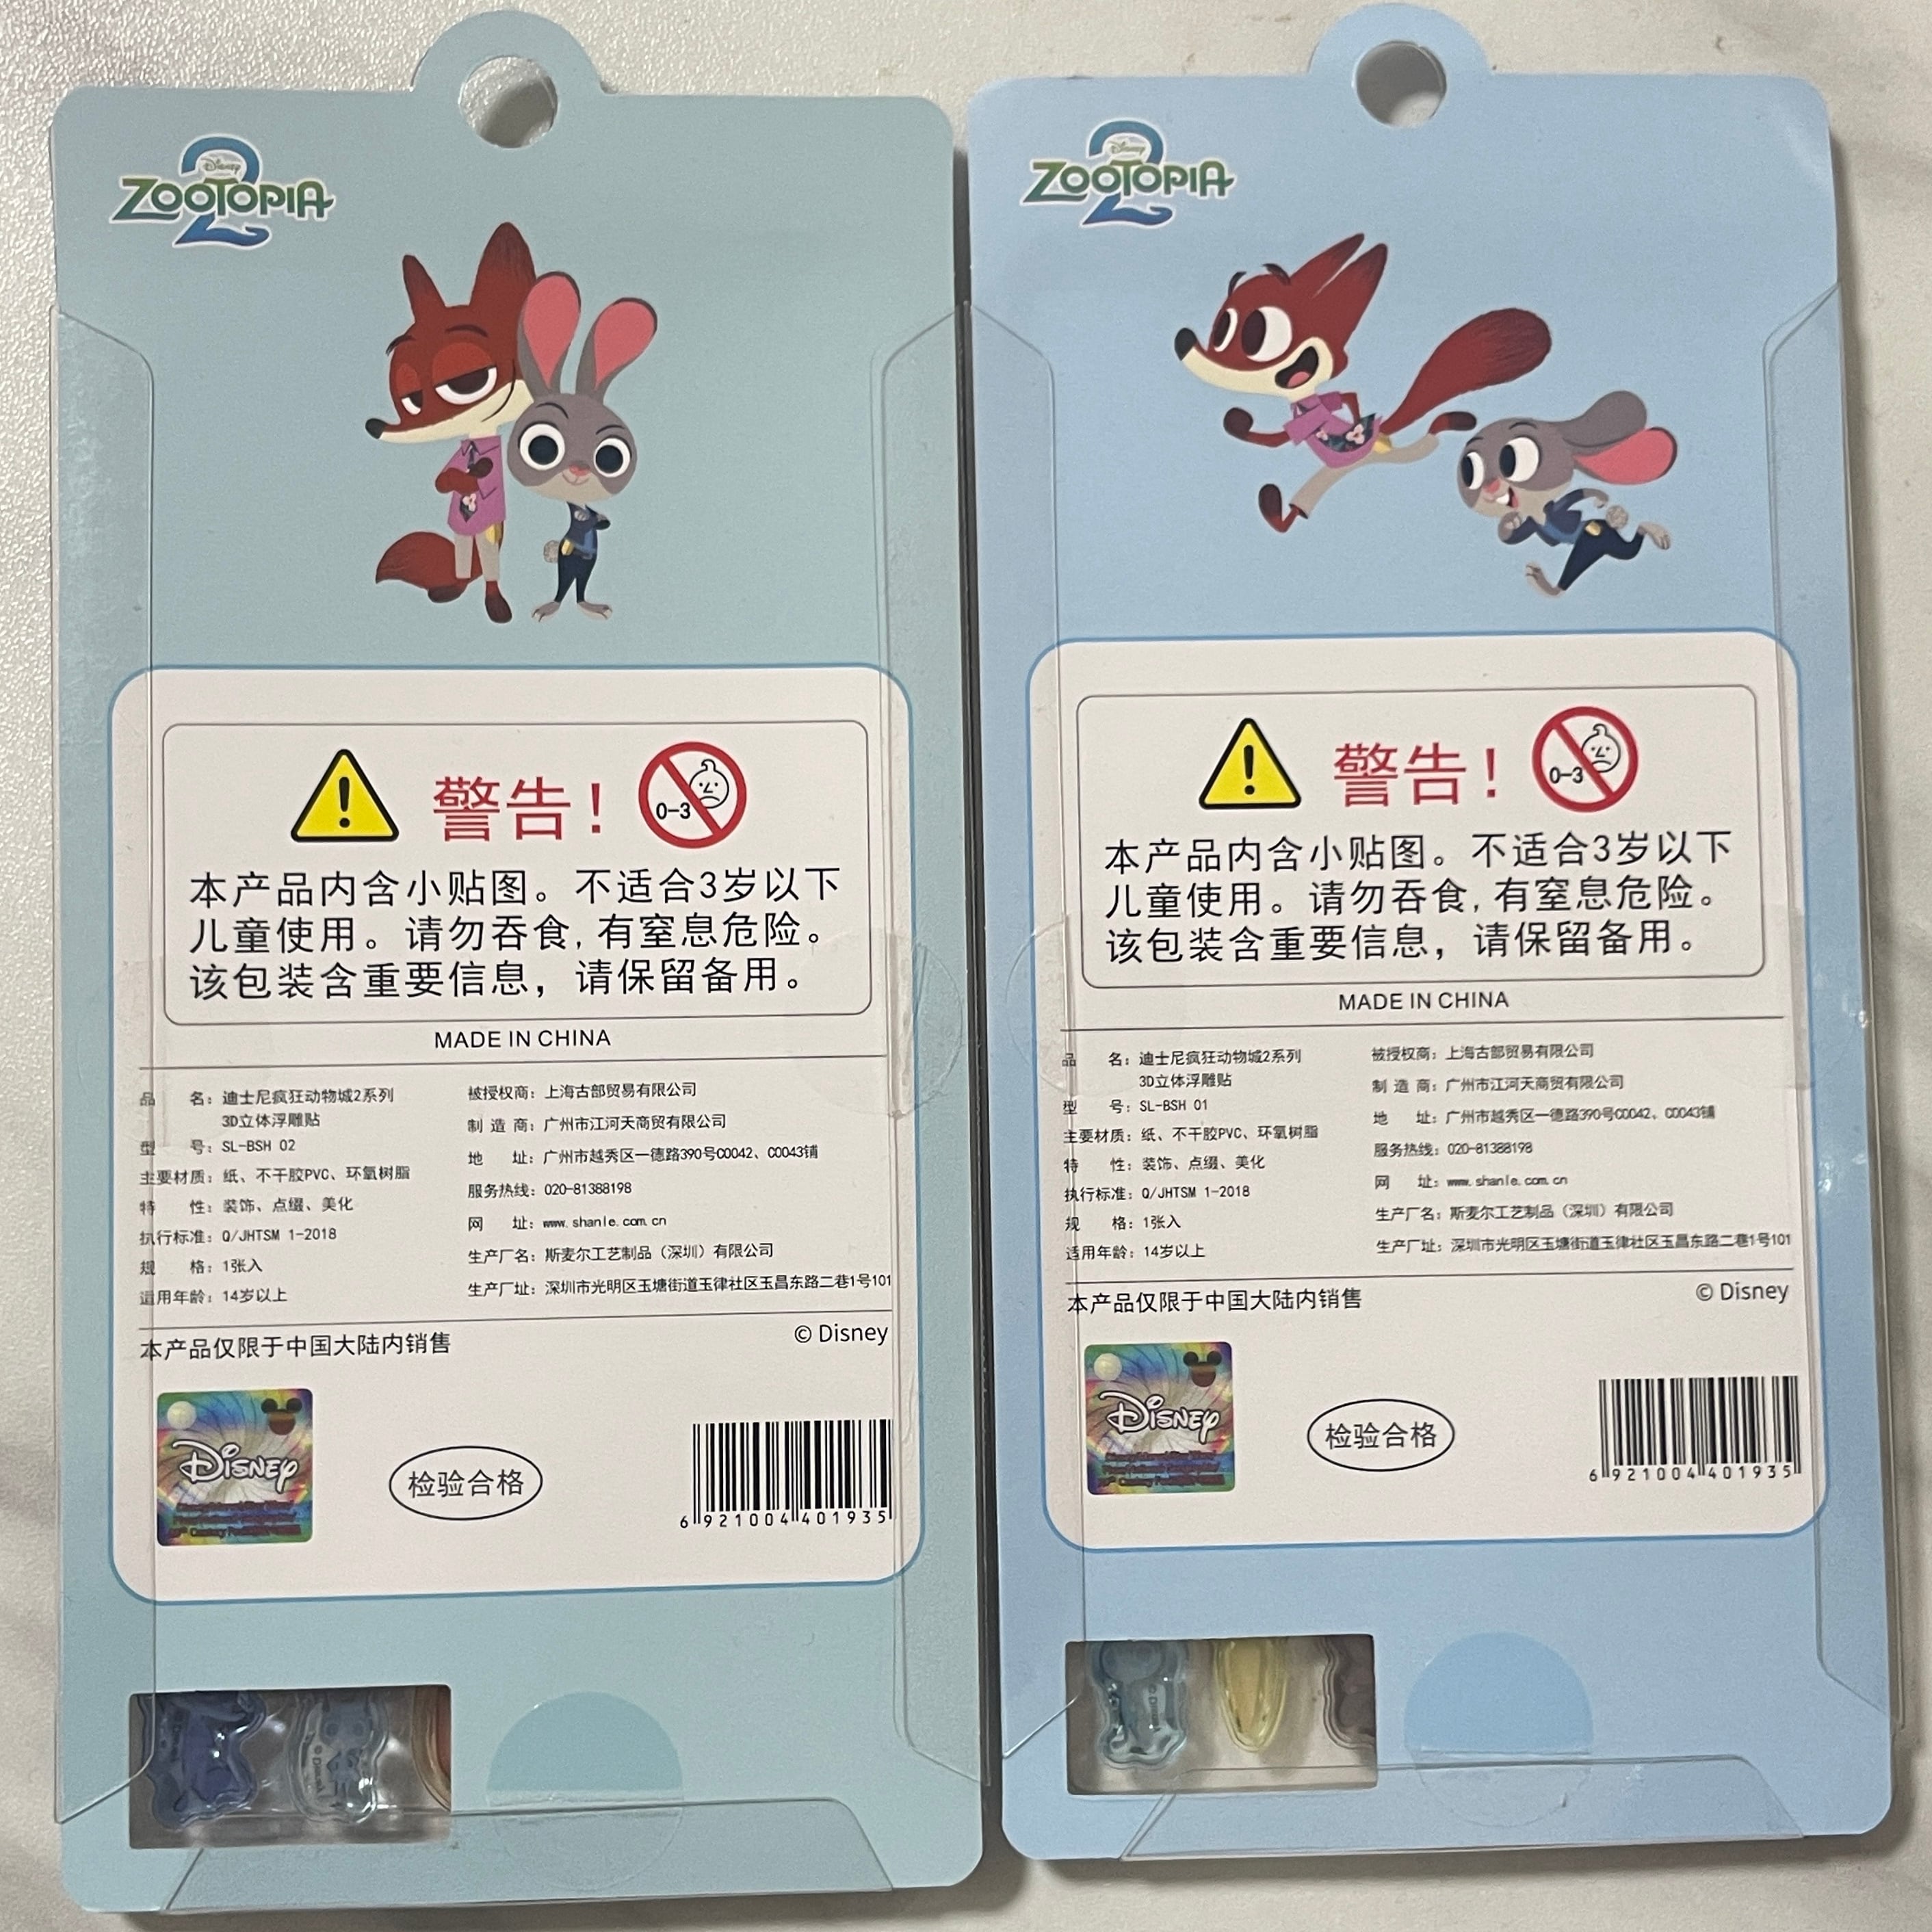 Disney
ZOOTOPIA
2
警告！
0-3
本产品内含小贴图。不适合3岁以下
儿童使用。请勿吞食,有窒息危险。
该包装含重要信息，请保留备用。
MADE IN CHINA
品 名：迪士尼疯狂动物城2系列
3D立体浮雕贴
型 号：SL-BSH 02
主要材质：纸、不干胶PVC、环氧树脂
特 性：装饰、点缀、美化
执行标准：Q/JHTSM 1-2018
规 格：1张入
适用年龄：14岁以上
被授权商：上海古部贸易有限公司
制 造 商：广州市江河天商贸有限公司
地 址：广州市越秀区一德路390号C0042、C0043铺
服务热线：020-81388198
网 址：www.shanle.com.cn
生产厂名：斯麦尔工艺制品（深圳）有限公司
生产厂址：深圳市光明区玉塘街道玉律社区玉昌东路二巷1号101
本产品仅限于中国大陆内销售
© Disney
Disney
检验合格
6 921004 401935
Disney
ZOOTOPIA
2
警告！
0-3
本产品内含小贴图。不适合3岁以下
儿童使用。请勿吞食,有窒息危险。
该包装含重要信息，请保留备用。
MADE IN CHINA
品 名：迪士尼疯狂动物城2系列
3D立体浮雕贴
型 号：SL-BSH 01
主要材质：纸、不干胶PVC、环氧树脂
特 性：装饰、点缀、美化
执行标准：Q/JHTSM 1-2018
规 格：1张入
适用年龄：14岁以上
被授权商：上海古部贸易有限公司
制 造 商：广州市江河天商贸有限公司
地 址：广州市越秀区一德路390号C0042、C0043铺
服务热线：020-81388198
网 址：www.shanle.com.cn
生产厂名：斯麦尔工艺制品（深圳）有限公司
生产厂址：深圳市光明区玉塘街道玉律社区玉昌东路二巷1号101
本产品仅限于中国大陆内销售
© Disney
Disney
检验合格
6 921004 401935